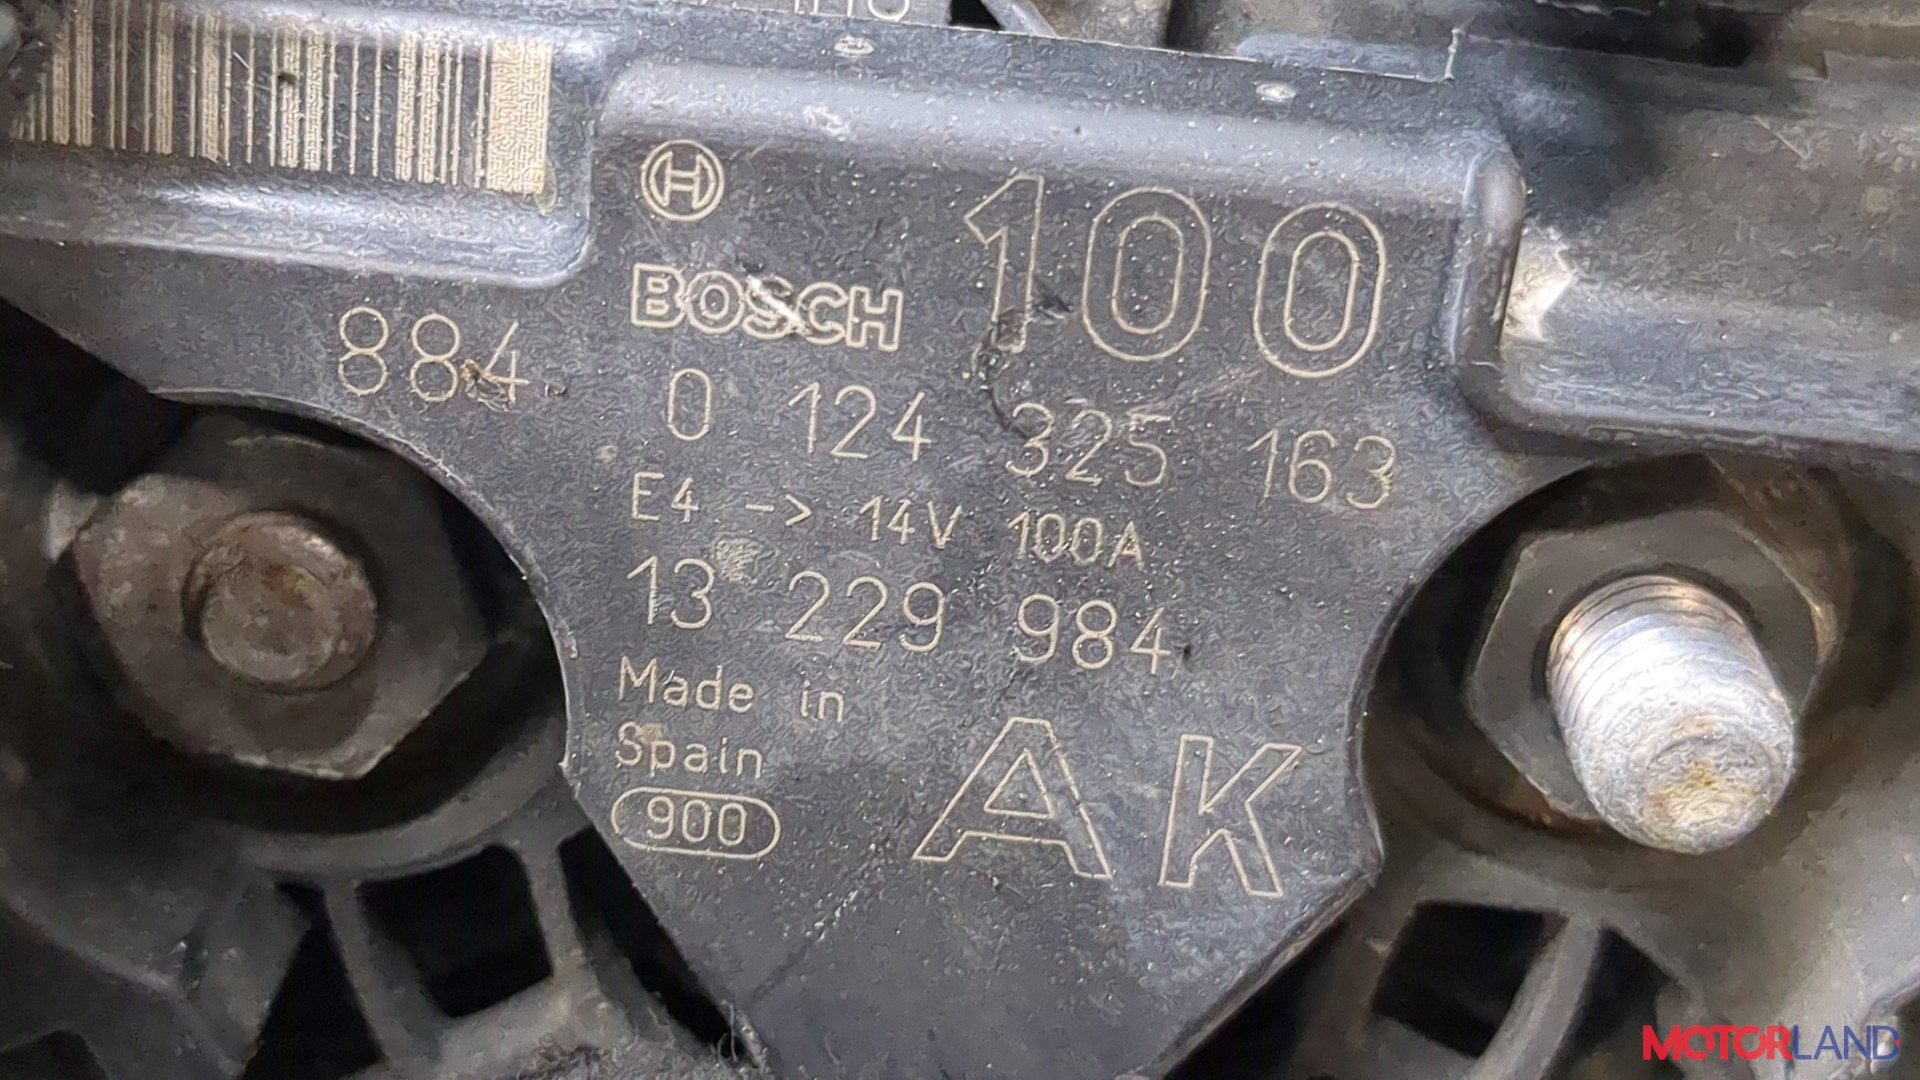 100
BOSCH
884
0 124 325 163
E4 -> 14V 100A
13 229 984
Made in
Spain
900
AK
MOTORLAND